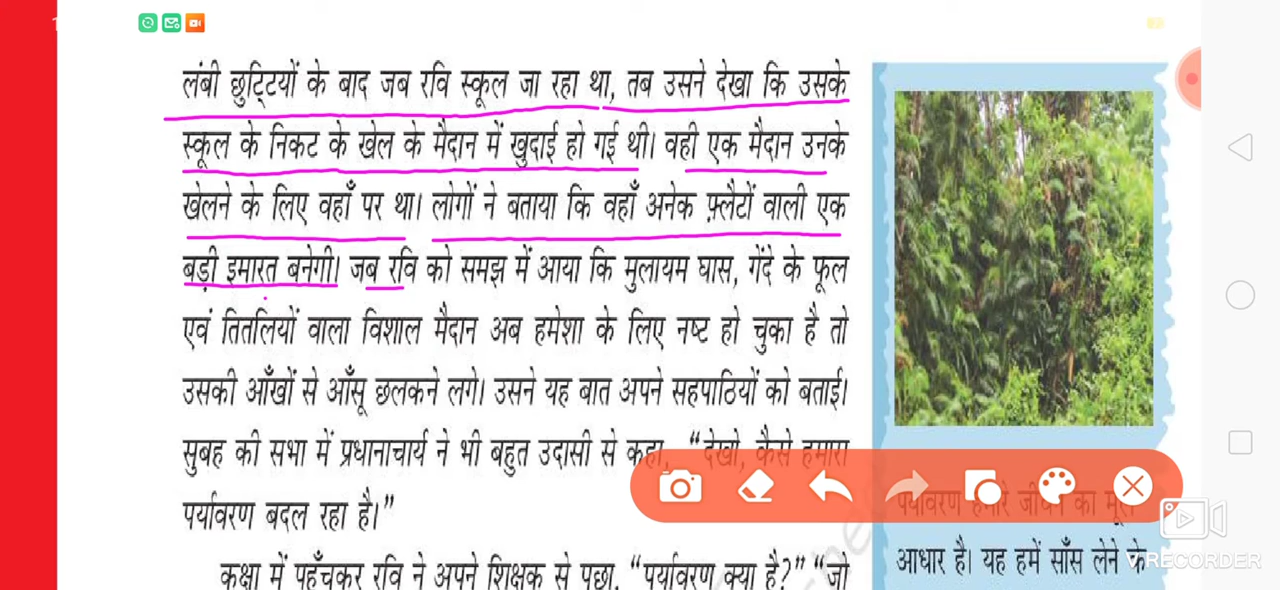 लंबी छुट्टियों के बाद जब रवि स्कूल जा रहा था, तब उसने देखा कि उसके
स्कूल के निकट के खेल के मैदान में खुदाई हो गई थी। वही एक मैदान उनके
खेलने के लिए वहाँ पर था। लोगों ने बताया कि वहाँ अनेक फ़्लैटों वाली एक
बड़ी इमारत बनेगी। जब रवि को समझ में आया कि मुलायम घास, गेंदे के फूल
एवं तितलियों वाला विशाल मैदान अब हमेशा के लिए नष्ट हो चुका है तो
उसकी आँखों से आँसू छलकने लगे। उसने यह बात अपने सहपाठियों को बताई।
सुबह की सभा में प्रधानाचार्य ने भी बहुत उदासी से कहा, “देखो, कैसे हमारा
पर्यावरण बदल रहा है।”
कक्षा में पहुँचकर रवि ने अपने शिक्षक से पूछा, “पर्यावरण क्या है?” “जो
पर्यावरण हमारे जीवन का मूल
आधार है। यह हमें साँस लेने के
V RECORDER